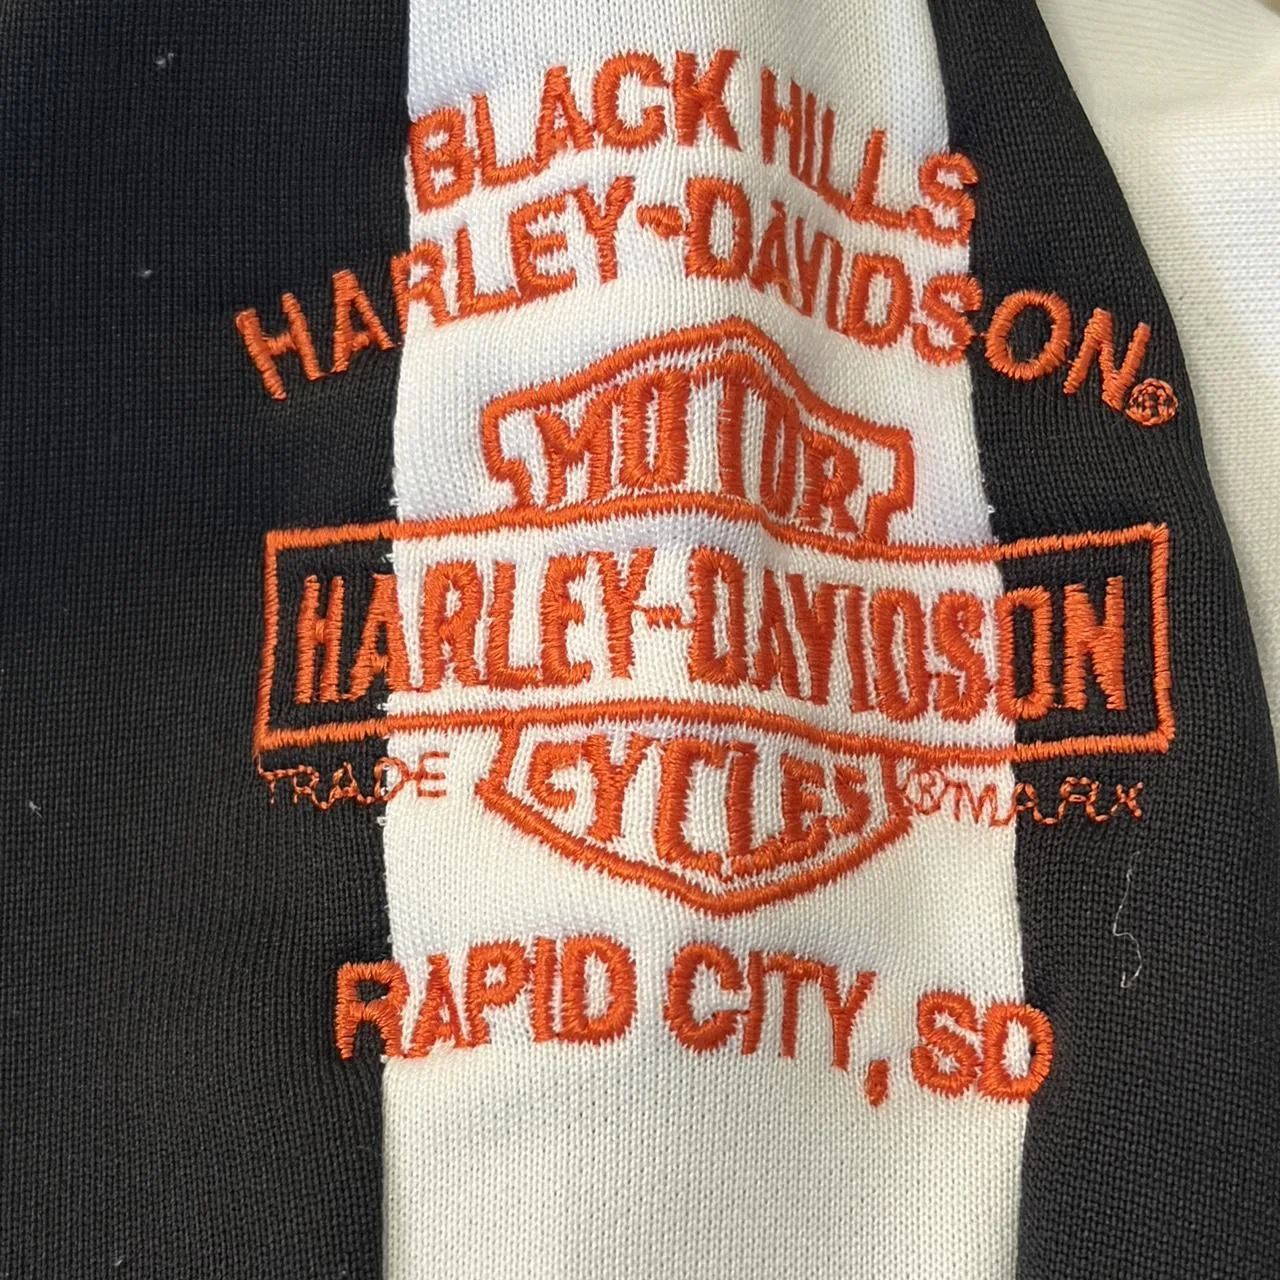 BLACK HILLS
HARLEY-DAVIDSON®
MOTOR
HARLEY-DAVIDSON
CYCLES
TRADE ®MARK
RAPID CITY, SD